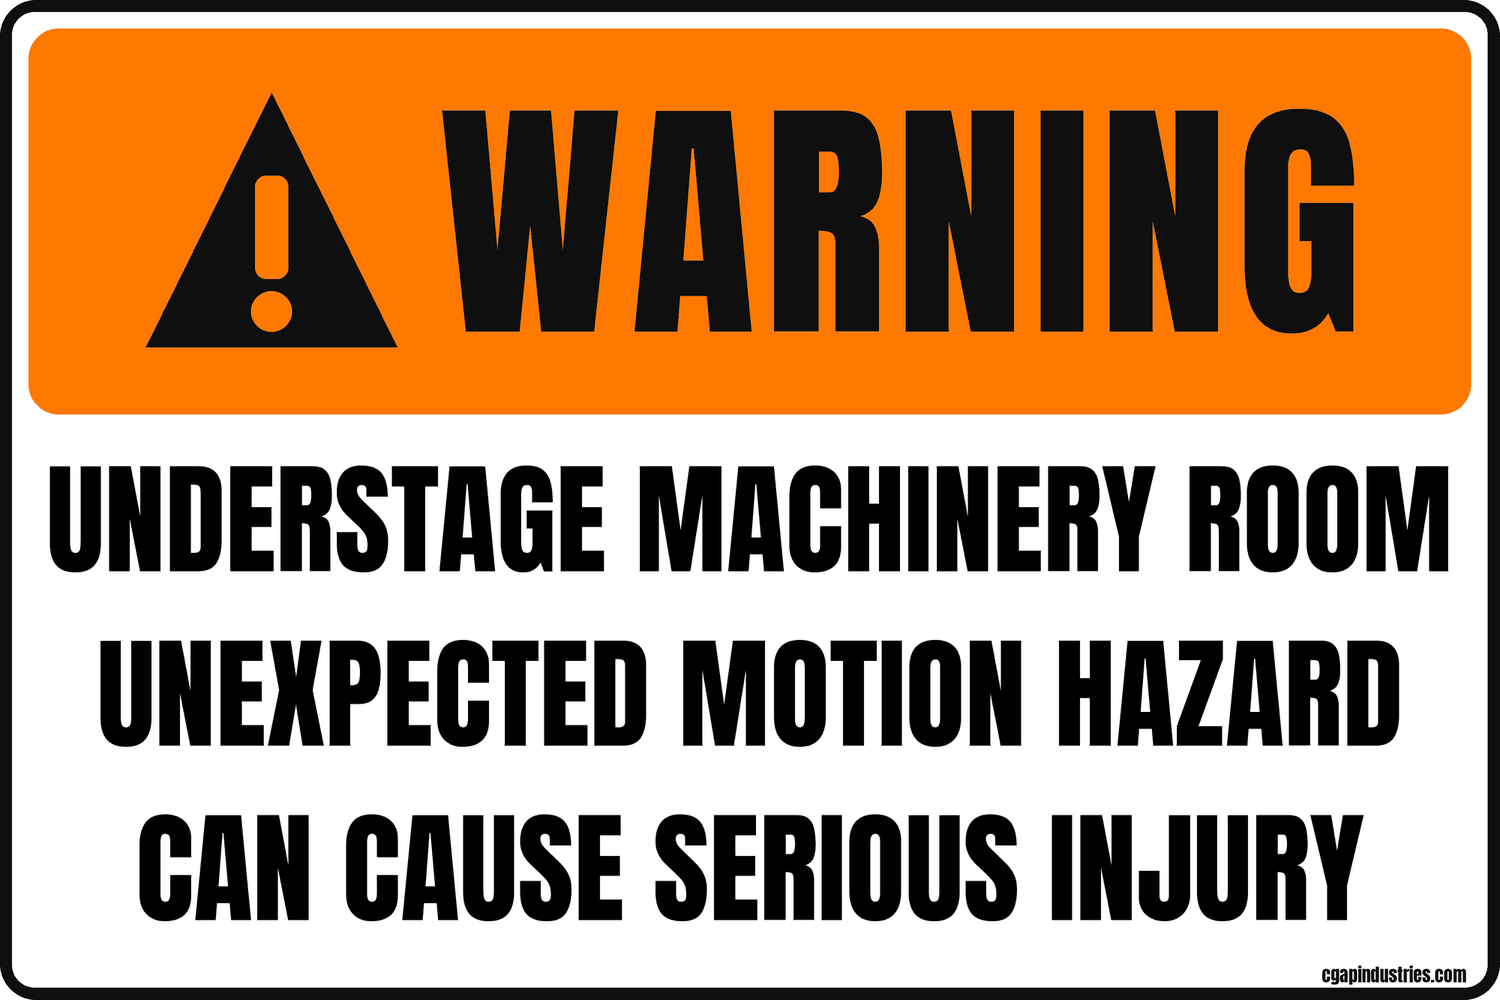 WARNING
UNDERSTAGE MACHINERY ROOM
UNEXPECTED MOTION HAZARD
CAN CAUSE SERIOUS INJURY
cgapindustries.com